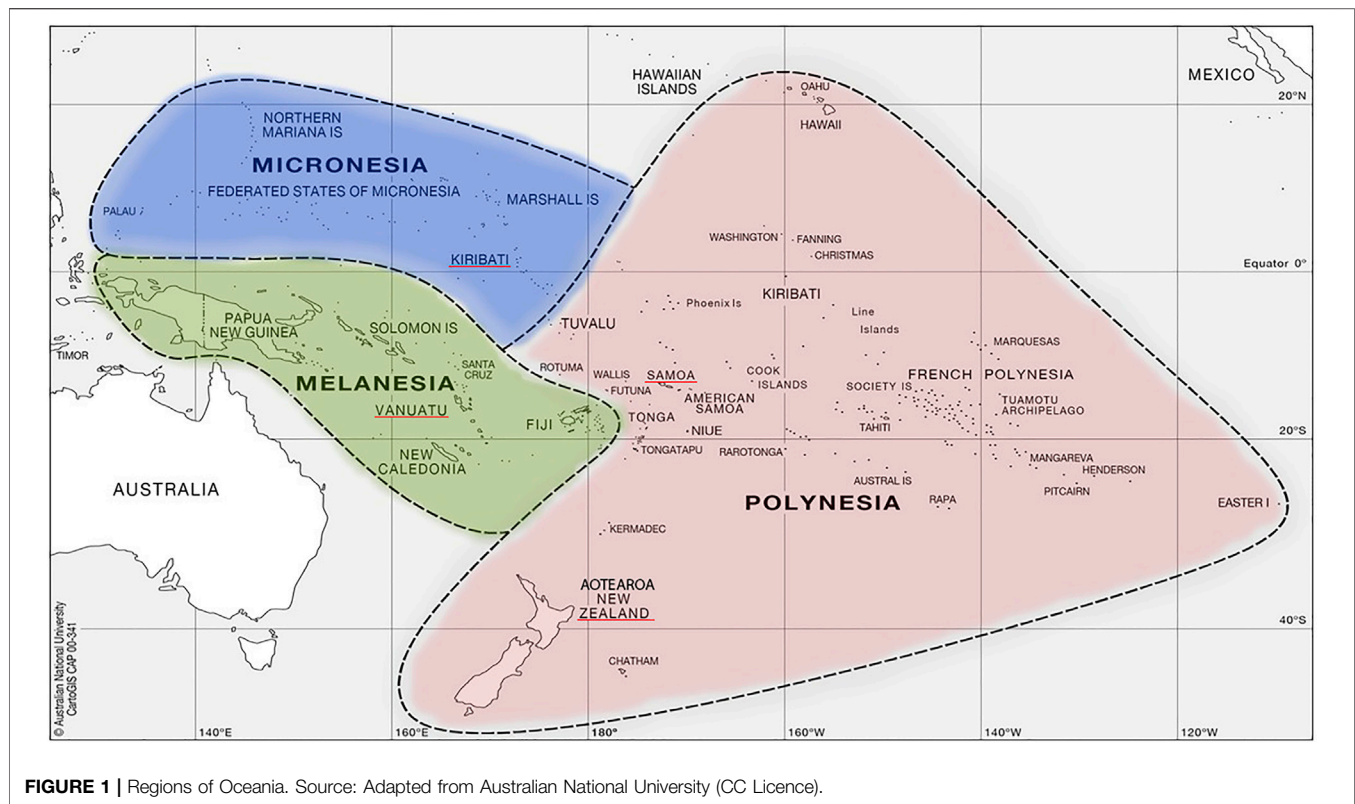 HAWAIIAN
ISLANDS
MEXICO
OAHU
20°N
HAWAII
NORTHERN
MARIANA IS
MICRONESIA
FEDERATED STATES OF MICRONESIA
MARSHALL IS
PALAU
WASHINGTON
FANNING
CHRISTMAS
KIRIBATI
Equator 0°
KIRIBATI
Phoenix Is
Line
Islands
PAPUA
NEW GUINEA
SOLOMON IS
TUVALU
MARQUESAS
TIMOR
SANTA
CRUZ
ROTUMA
WALLIS
SAMOA
COOK
ISLANDS
FRENCH POLYNESIA
MELANESIA
FUTUNA
SOCIETY IS
AMERICAN
SAMOA
TUAMOTU
ARCHIPELAGO
VANUATU
FIJI
TONGA
NIUE
TAHITI
20°S
NEW
CALEDONIA
TONGATAPU
RAROTONGA
MANGAREVA
HENDERSON
AUSTRAL IS
PITCAIRN
AUSTRALIA
RAPA
EASTER I
POLYNESIA
KERMADEC
AOTEAROA
NEW
ZEALAND
40°S
CHATHAM
© Australian National University
CartoGIS CAP 00-341
140°E
160°E
180°
160°W
140°W
120°W
FIGURE 1 | Regions of Oceania. Source: Adapted from Australian National University (CC Licence).